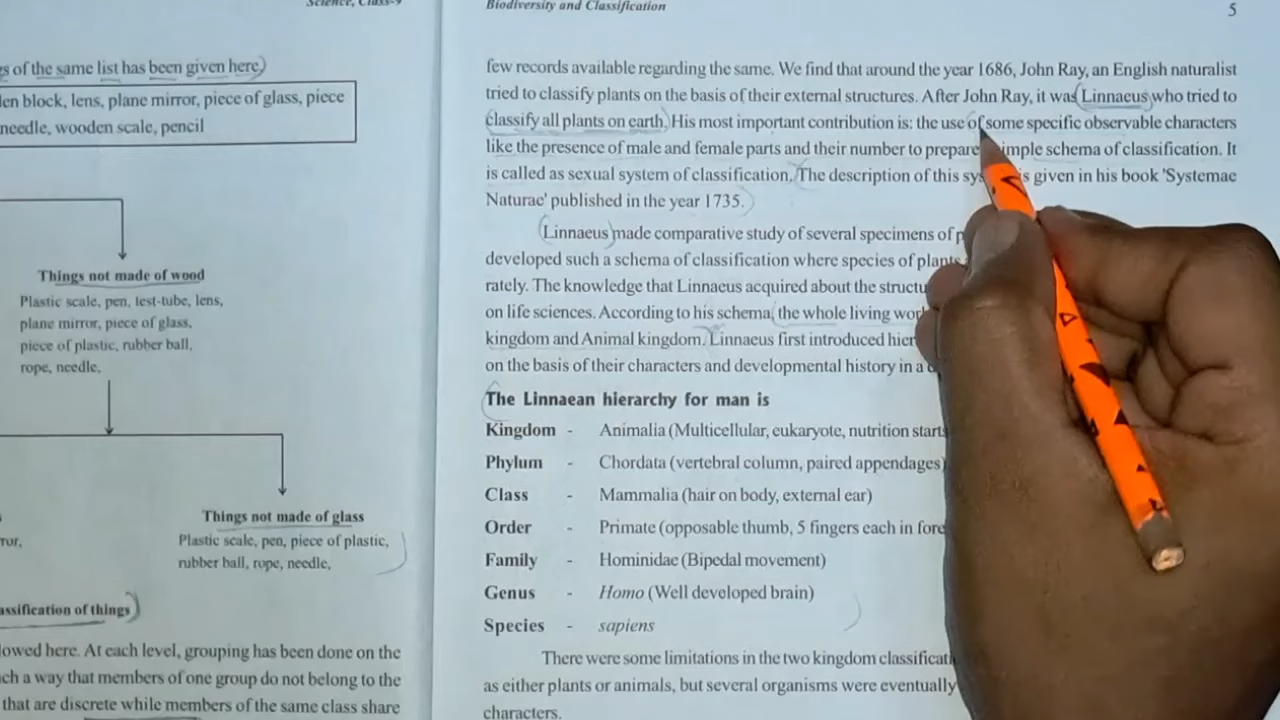 Science, Class-9
gs of the same list has been given here.)
den block, lens, plane mirror, piece of glass, piece
needle, wooden scale, pencil
Things not made of wood
Plastic scale, pen, test-tube, lens,
plane mirror, piece of glass,
piece of plastic, rubber ball,
rope, needle,
Things not made of glass
ror,
Plastic scale, pen, piece of plastic,
rubber ball, rope, needle,
assification of things)
lowed here. At each level, grouping has been done on the
ch a way that members of one group do not belong to the
that are discrete while members of the same class share
Biodiversity and Classification
5
few records available regarding the same. We find that around the year 1686, John Ray, an English naturalist
tried to classify plants on the basis of their external structures. After John Ray, it was Linnaeus who tried to
classify all plants on earth. His most important contribution is: the use of some specific observable characters
like the presence of male and female parts and their number to prepare imple schema of classification. It
is called as sexual system of classification. The description of this sys is given in his book 'Systemae
Naturae' published in the year 1735.
Linnaeus made comparative study of several specimens of p
developed such a schema of classification where species of plants
rately. The knowledge that Linnaeus acquired about the structu
on life sciences. According to his schema, the whole living wor
kingdom and Animal kingdom. Linnaeus first introduced hier
on the basis of their characters and developmental history in a
The Linnaean hierarchy for man is
Kingdom - Animalia (Multicellular, eukaryote, nutrition starts
Phylum - Chordata (vertebral column, paired appendages)
Class - Mammalia (hair on body, external ear)
Order - Primate (opposable thumb, 5 fingers each in fore
Family - Hominidae (Bipedal movement)
Genus - Homo (Well developed brain)
Species - sapiens
There were some limitations in the two kingdom classificati
as either plants or animals, but several organisms were eventually
characters.